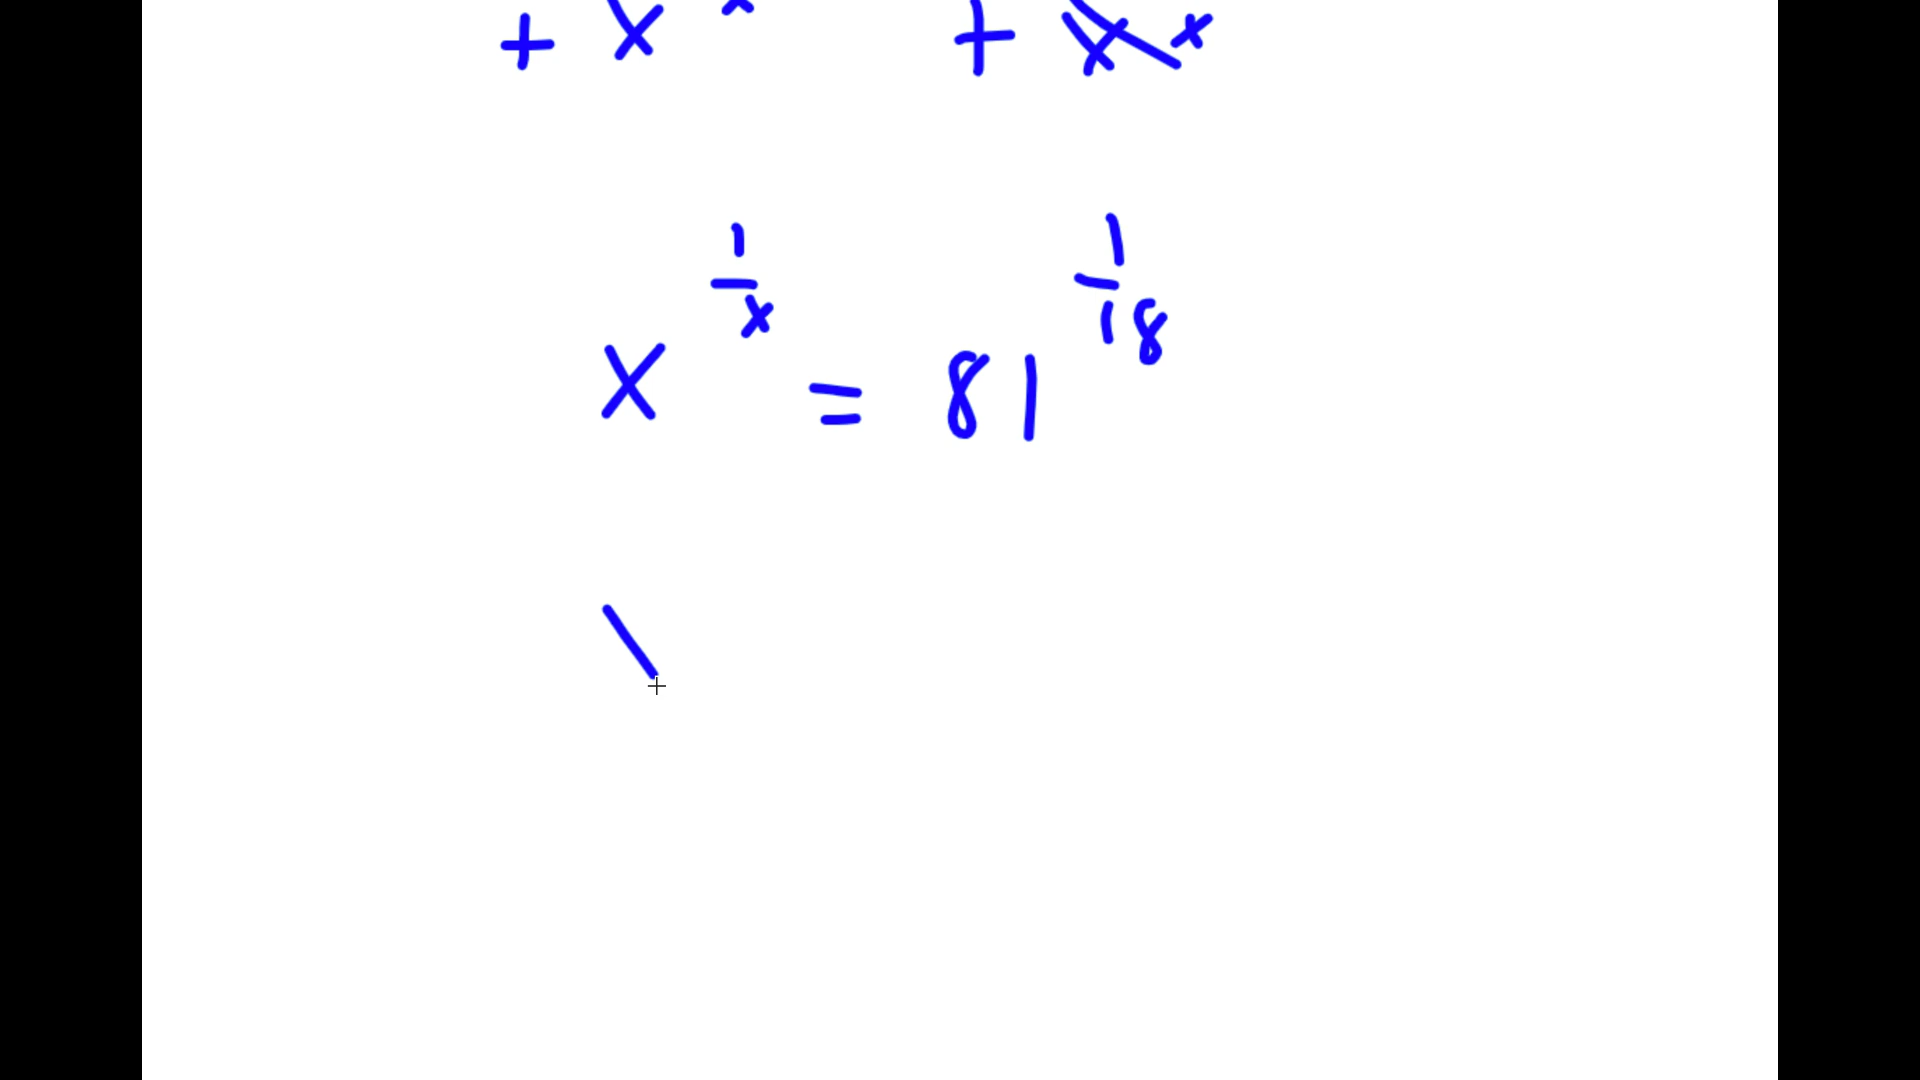 + x^x + x^x
x^{1/x} = 81^{1/18}
\